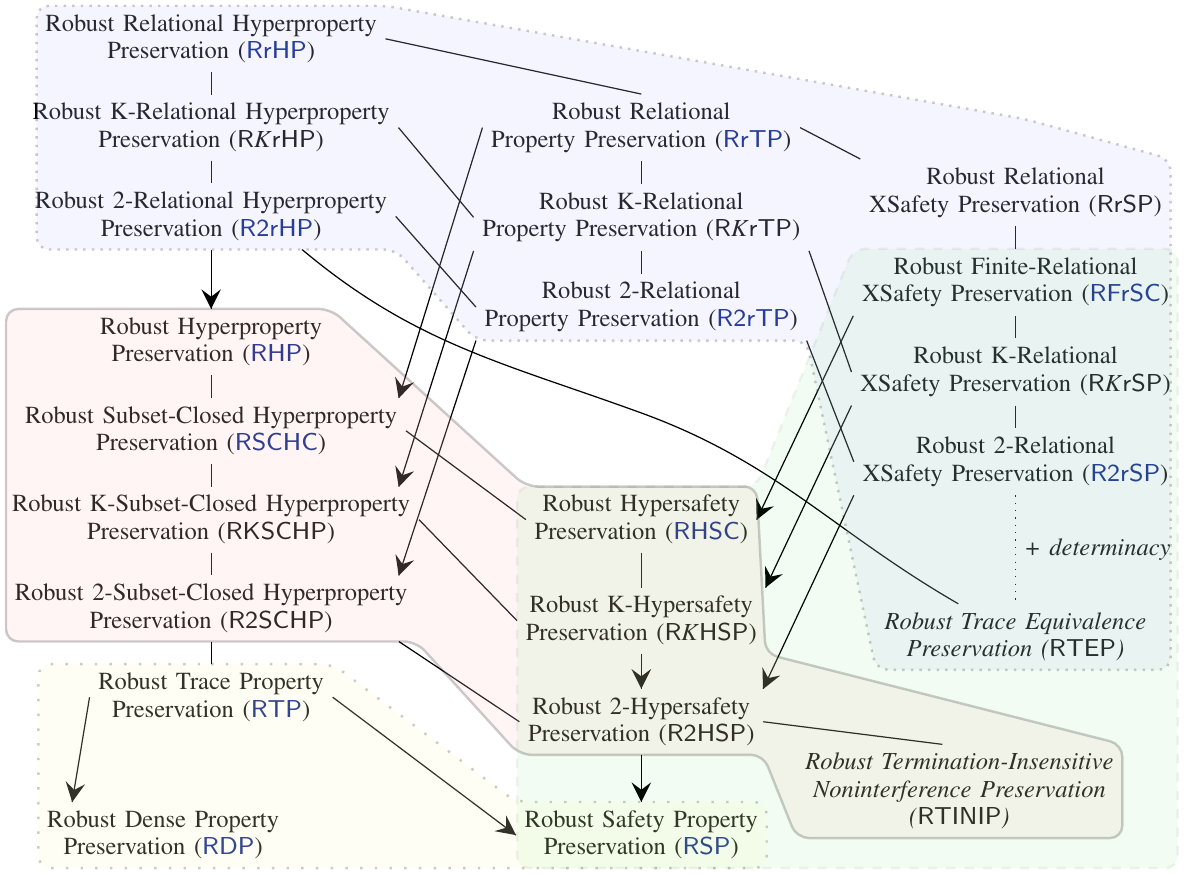 Robust Relational Hyperproperty
Preservation (RrHP)
Robust K-Relational Hyperproperty
Preservation (RKrHP)
Robust 2-Relational Hyperproperty
Preservation (R2rHP)
Robust Relational
Property Preservation (RrTP)
Robust K-Relational
Property Preservation (RKrTP)
Robust 2-Relational
Property Preservation (R2rTP)
Robust Relational
XSafety Preservation (RrSP)
Robust Finite-Relational
XSafety Preservation (RFrSC)
Robust K-Relational
XSafety Preservation (RKrSP)
Robust 2-Relational
XSafety Preservation (R2rSP)
+ determinacy
Robust Trace Equivalence
Preservation (RTEP)
Robust Hyperproperty
Preservation (RHP)
Robust Subset-Closed Hyperproperty
Preservation (RSCHC)
Robust K-Subset-Closed Hyperproperty
Preservation (RKSCHP)
Robust 2-Subset-Closed Hyperproperty
Preservation (R2SCHP)
Robust Hypersafety
Preservation (RHSC)
Robust K-Hypersafety
Preservation (RKHSP)
Robust 2-Hypersafety
Preservation (R2HSP)
Robust Termination-Insensitive
Noninterference Preservation
(RTINIP)
Robust Trace Property
Preservation (RTP)
Robust Dense Property
Preservation (RDP)
Robust Safety Property
Preservation (RSP)